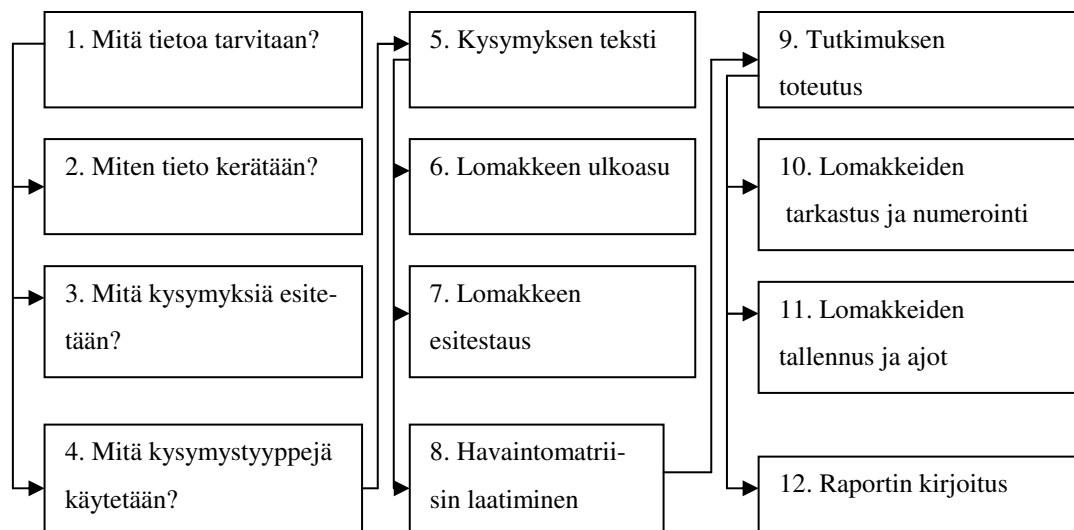 1. Mitä tietoa tarvitaan?
2. Miten tieto kerätään?
3. Mitä kysymyksiä esite-
tään?
4. Mitä kysymystyyppejä
käytetään?
5. Kysymyksen teksti
6. Lomakkeen ulkoasu
7. Lomakkeen
esitestaus
8. Havaintomatrii-
sin laatiminen
9. Tutkimuksen
toteutus
10. Lomakkeiden
tarkastus ja numerointi
11. Lomakkeiden
tallennus ja ajot
12. Raportin kirjoitus